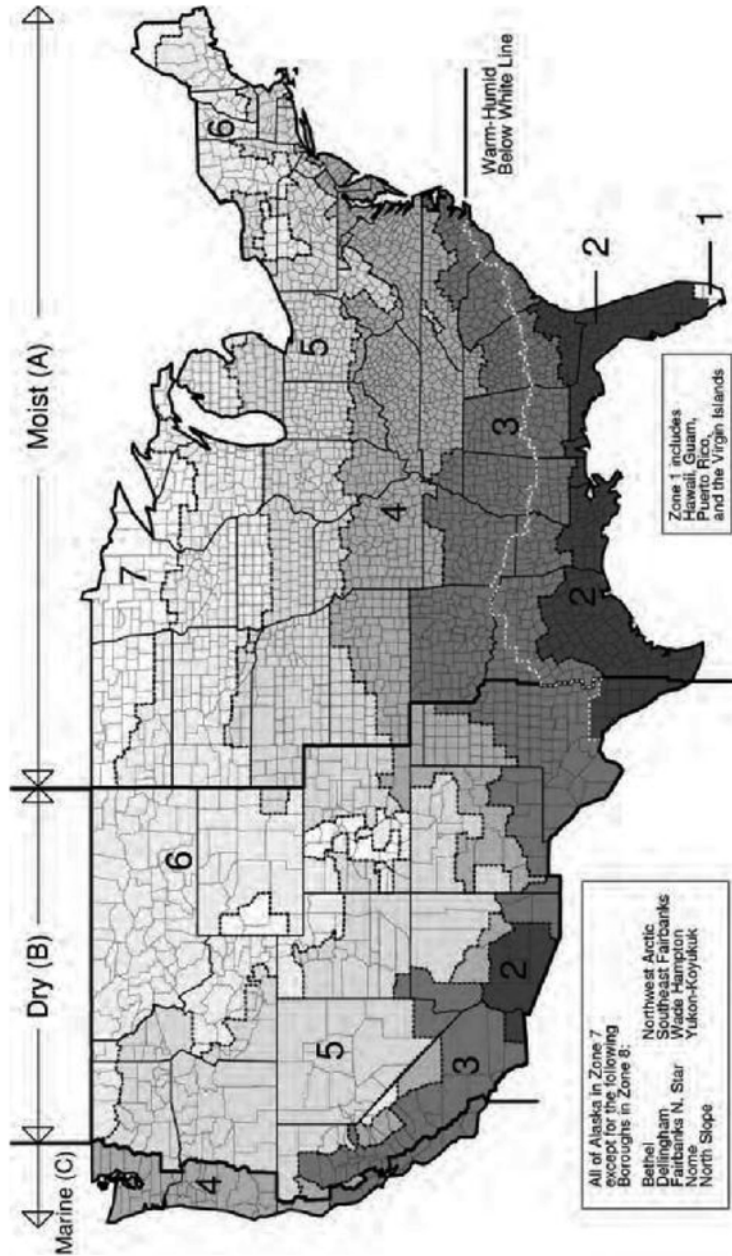 Marine (C)
Dry (B)
Moist (A)
7
6
6
5
5
4
4
3
3
2
2
2
1
Warm-Humid
Below White Line
All of Alaska in Zone 7
except for the following
Boroughs in Zone 8:
Bethel
Dellingham
Fairbanks N. Star
Nome
North Slope
Northwest Arctic
Southeast Fairbanks
Wade Hampton
Yukon-Koyukuk
Zone 1 includes
Hawaii, Guam,
Puerto Rico,
and the Virgin Islands